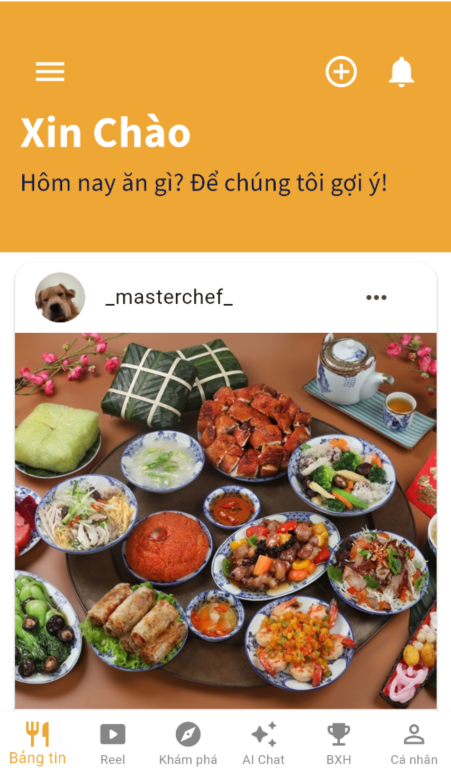 Xin Chào
Hôm nay ăn gì? Để chúng tôi gợi ý!
_masterchef_
Bảng tin
Reel
Khám phá
AI Chat
BXH
Cá nhân